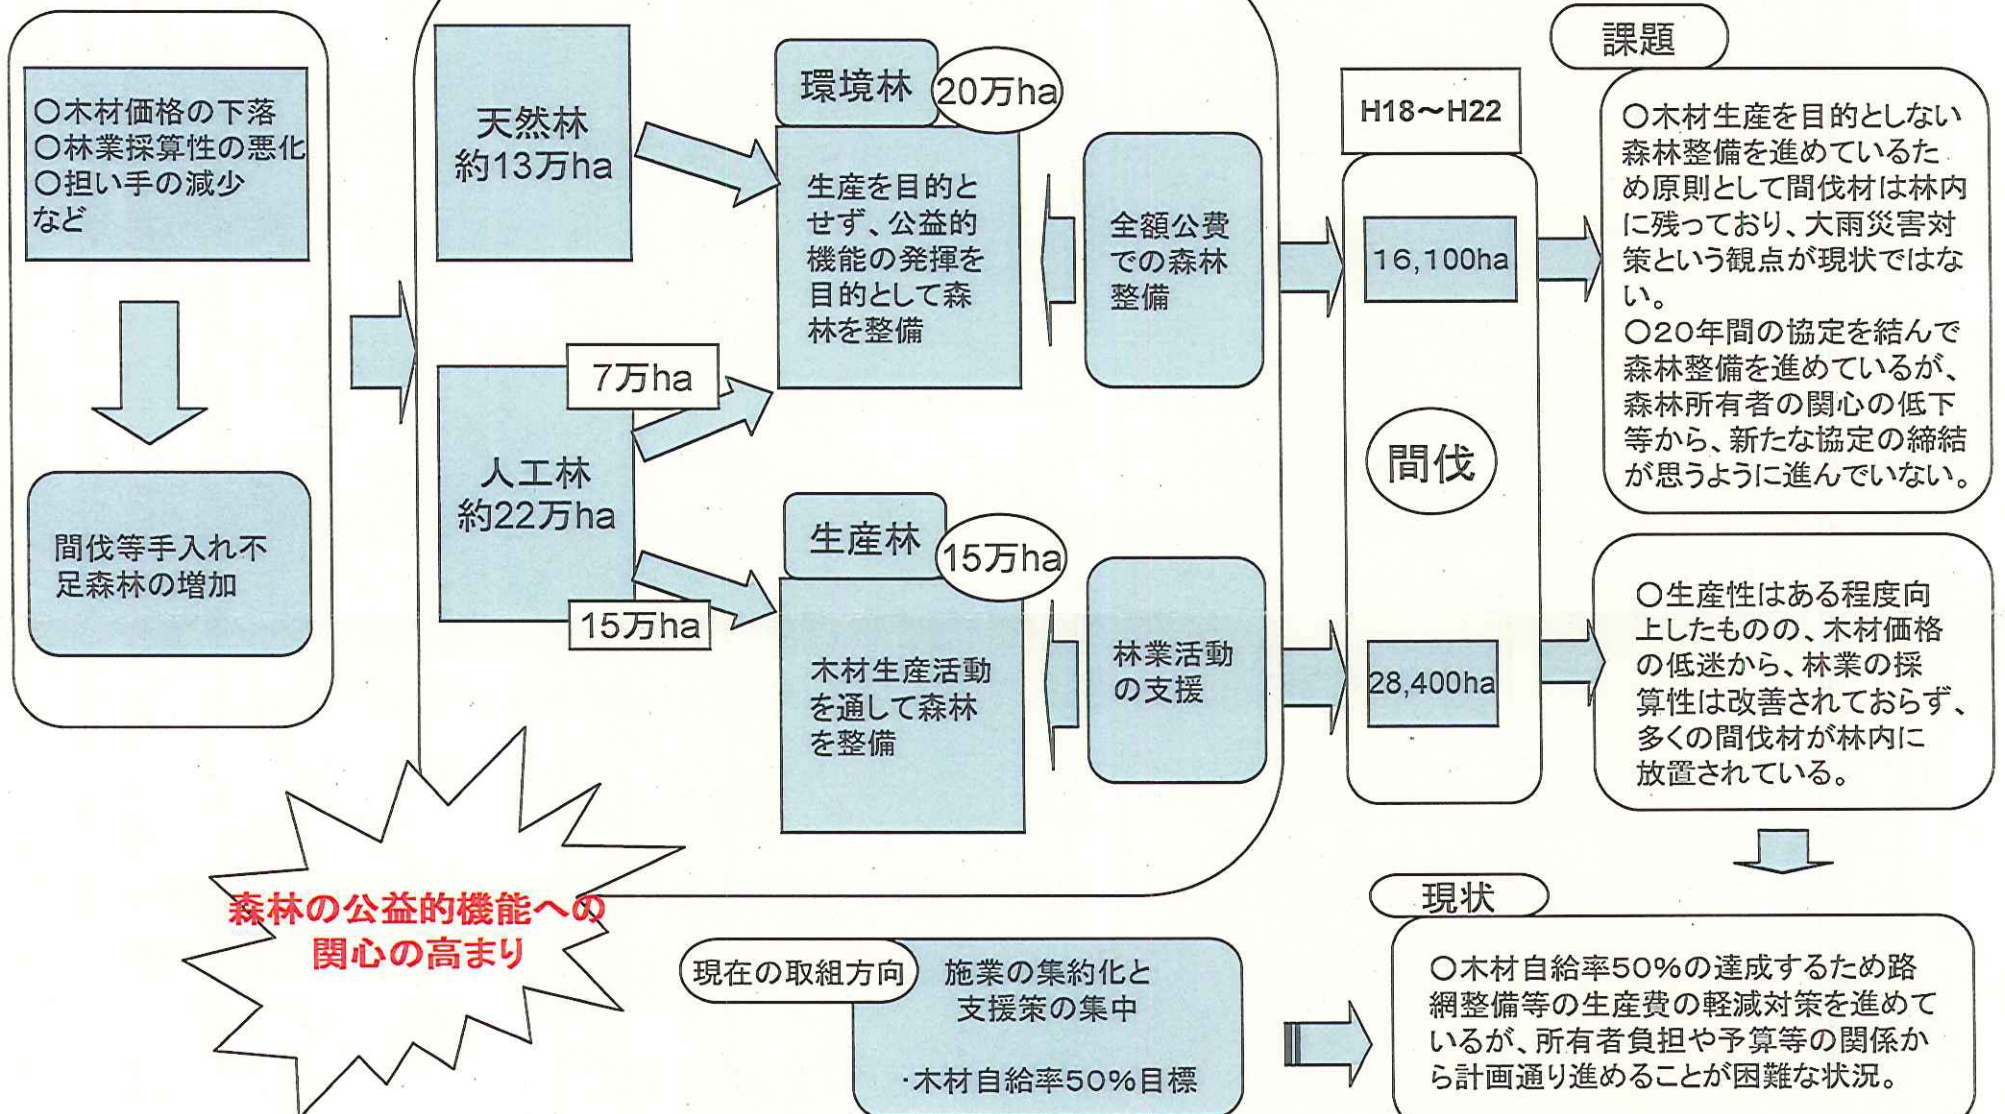 ○木材価格の下落
○林業採算性の悪化
○担い手の減少
など
間伐等手入れ不
足森林の増加
天然林
約13万ha
人工林
約22万ha
7万ha
15万ha
環境林
20万ha
生産を目的と
せず、公益的
機能の発揮を
目的として森
林を整備
全額公費
での森林
整備
生産林
15万ha
木材生産活動
を通して森林
を整備
林業活動
の支援
H18～H22
16,100ha
間伐
28,400ha
課題
○木材生産を目的としない
森林整備を進めているた
め原則として間伐材は林内
に残っており、大雨災害対
策という観点が現状ではな
い。
○20年間の協定を結んで
森林整備を進めているが、
森林所有者の関心の低下
等から、新たな協定の締結
が思うように進んでいない。
○生産性はある程度向
上したものの、木材価格
の低迷から、林業の採
算性は改善されておらず、
多くの間伐材が林内に
放置されている。
森林の公益的機能への
関心の高まり
現在の取組方向
施業の集約化と
支援策の集中
・木材自給率50%目標
現状
○木材自給率50%の達成するため路
網整備等の生産費の軽減対策を進めて
いるが、所有者負担や予算等の関係か
ら計画通り進めることが困難な状況。